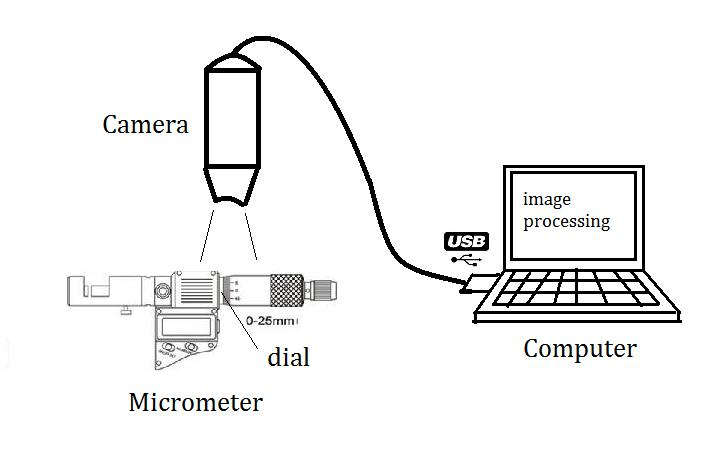 Camera
image
processing
USB
0-25mm
dial
Computer
Micrometer